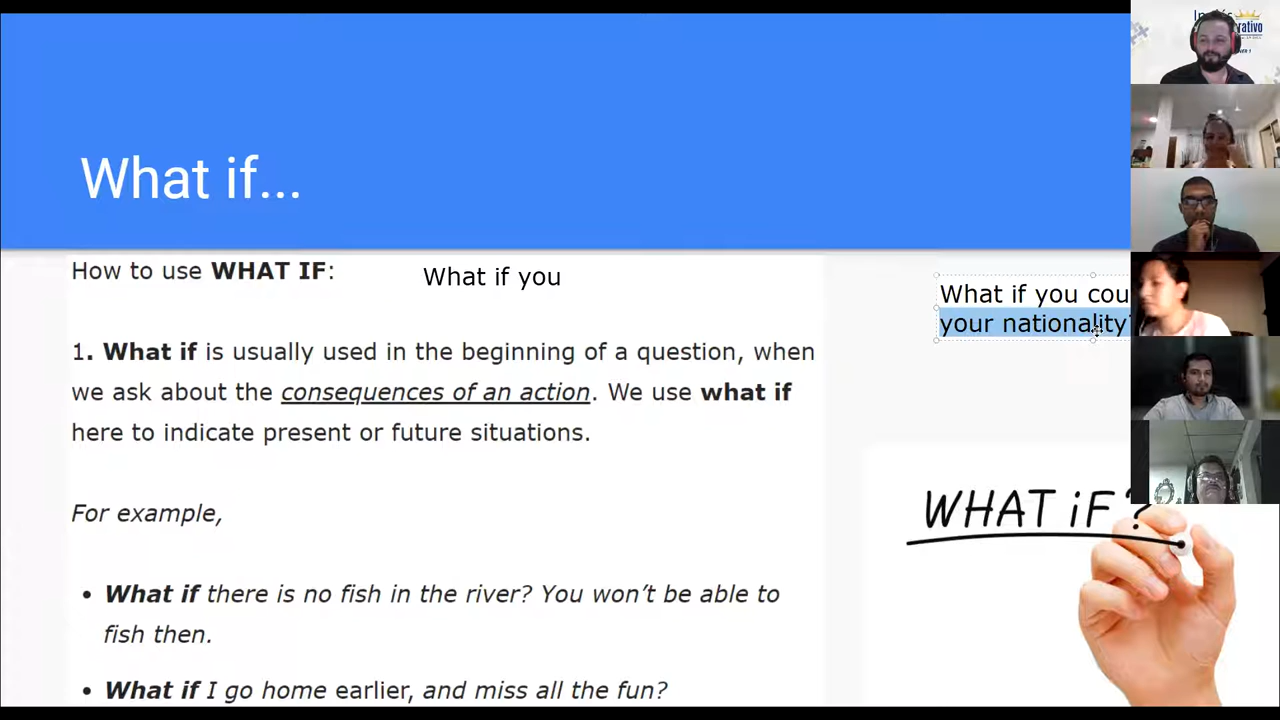 What if...
How to use WHAT IF:
What if you
What if you cou
your nationality?
1. What if is usually used in the beginning of a question, when
we ask about the consequences of an action. We use what if
here to indicate present or future situations.
For example,
• What if there is no fish in the river? You won’t be able to
fish then.
• What if I go home earlier, and miss all the fun?
WHAT iF?